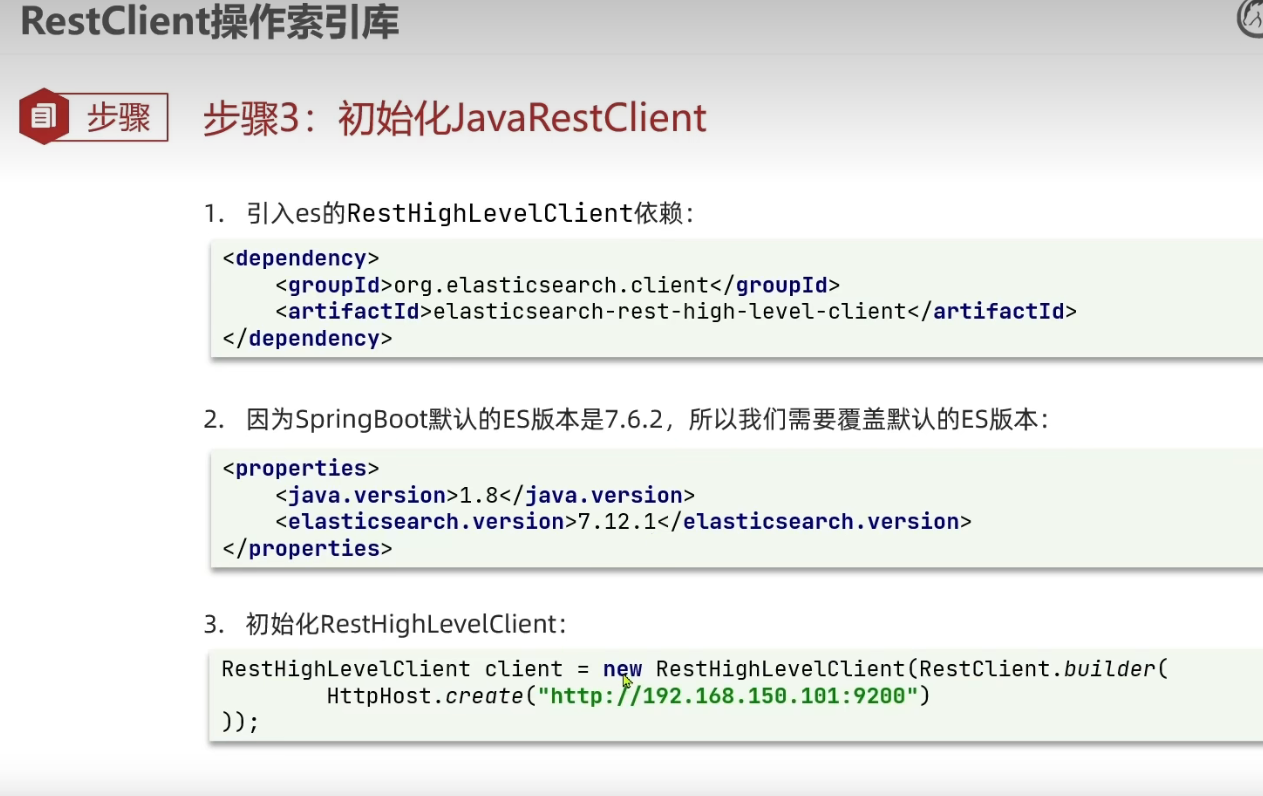 RestClient操作索引库
步骤 步骤3：初始化JavaRestClient
1. 引入es的RestHighLevelClient依赖：
<dependency>
    <groupId>org.elasticsearch.client</groupId>
    <artifactId>elasticsearch-rest-high-level-client</artifactId>
</dependency>
2. 因为SpringBoot默认的ES版本是7.6.2，所以我们需要覆盖默认的ES版本：
<properties>
    <java.version>1.8</java.version>
    <elasticsearch.version>7.12.1</elasticsearch.version>
</properties>
3. 初始化RestHighLevelClient：
RestHighLevelClient client = new RestHighLevelClient(RestClient.builder(
        HttpHost.create("http://192.168.150.101:9200")
));